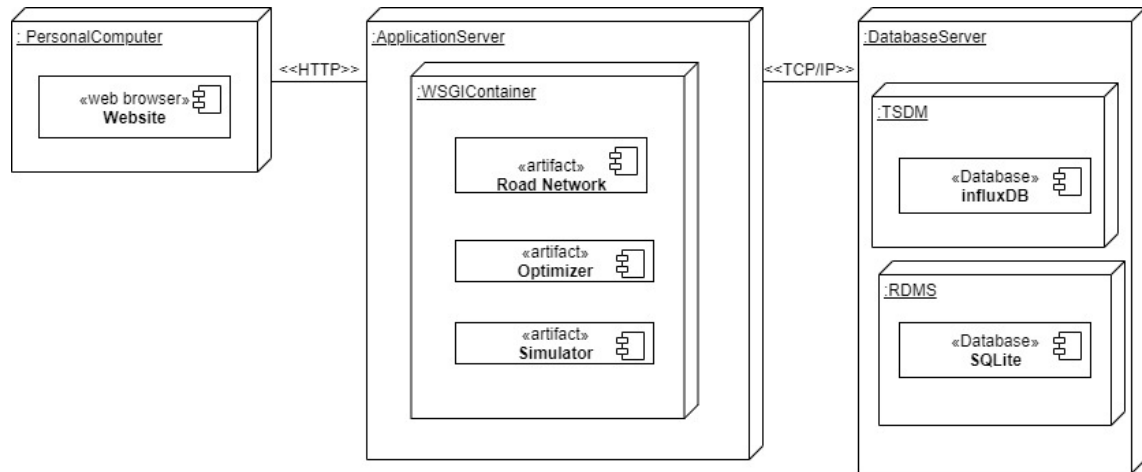 : PersonalComputer
«web browser»
Website
<<HTTP>>
:ApplicationServer
:WSGIContainer
«artifact»
Road Network
«artifact»
Optimizer
«artifact»
Simulator
<<TCP/IP>>
:DatabaseServer
:TSDM
«Database»
influxDB
:RDMS
«Database»
SQLite